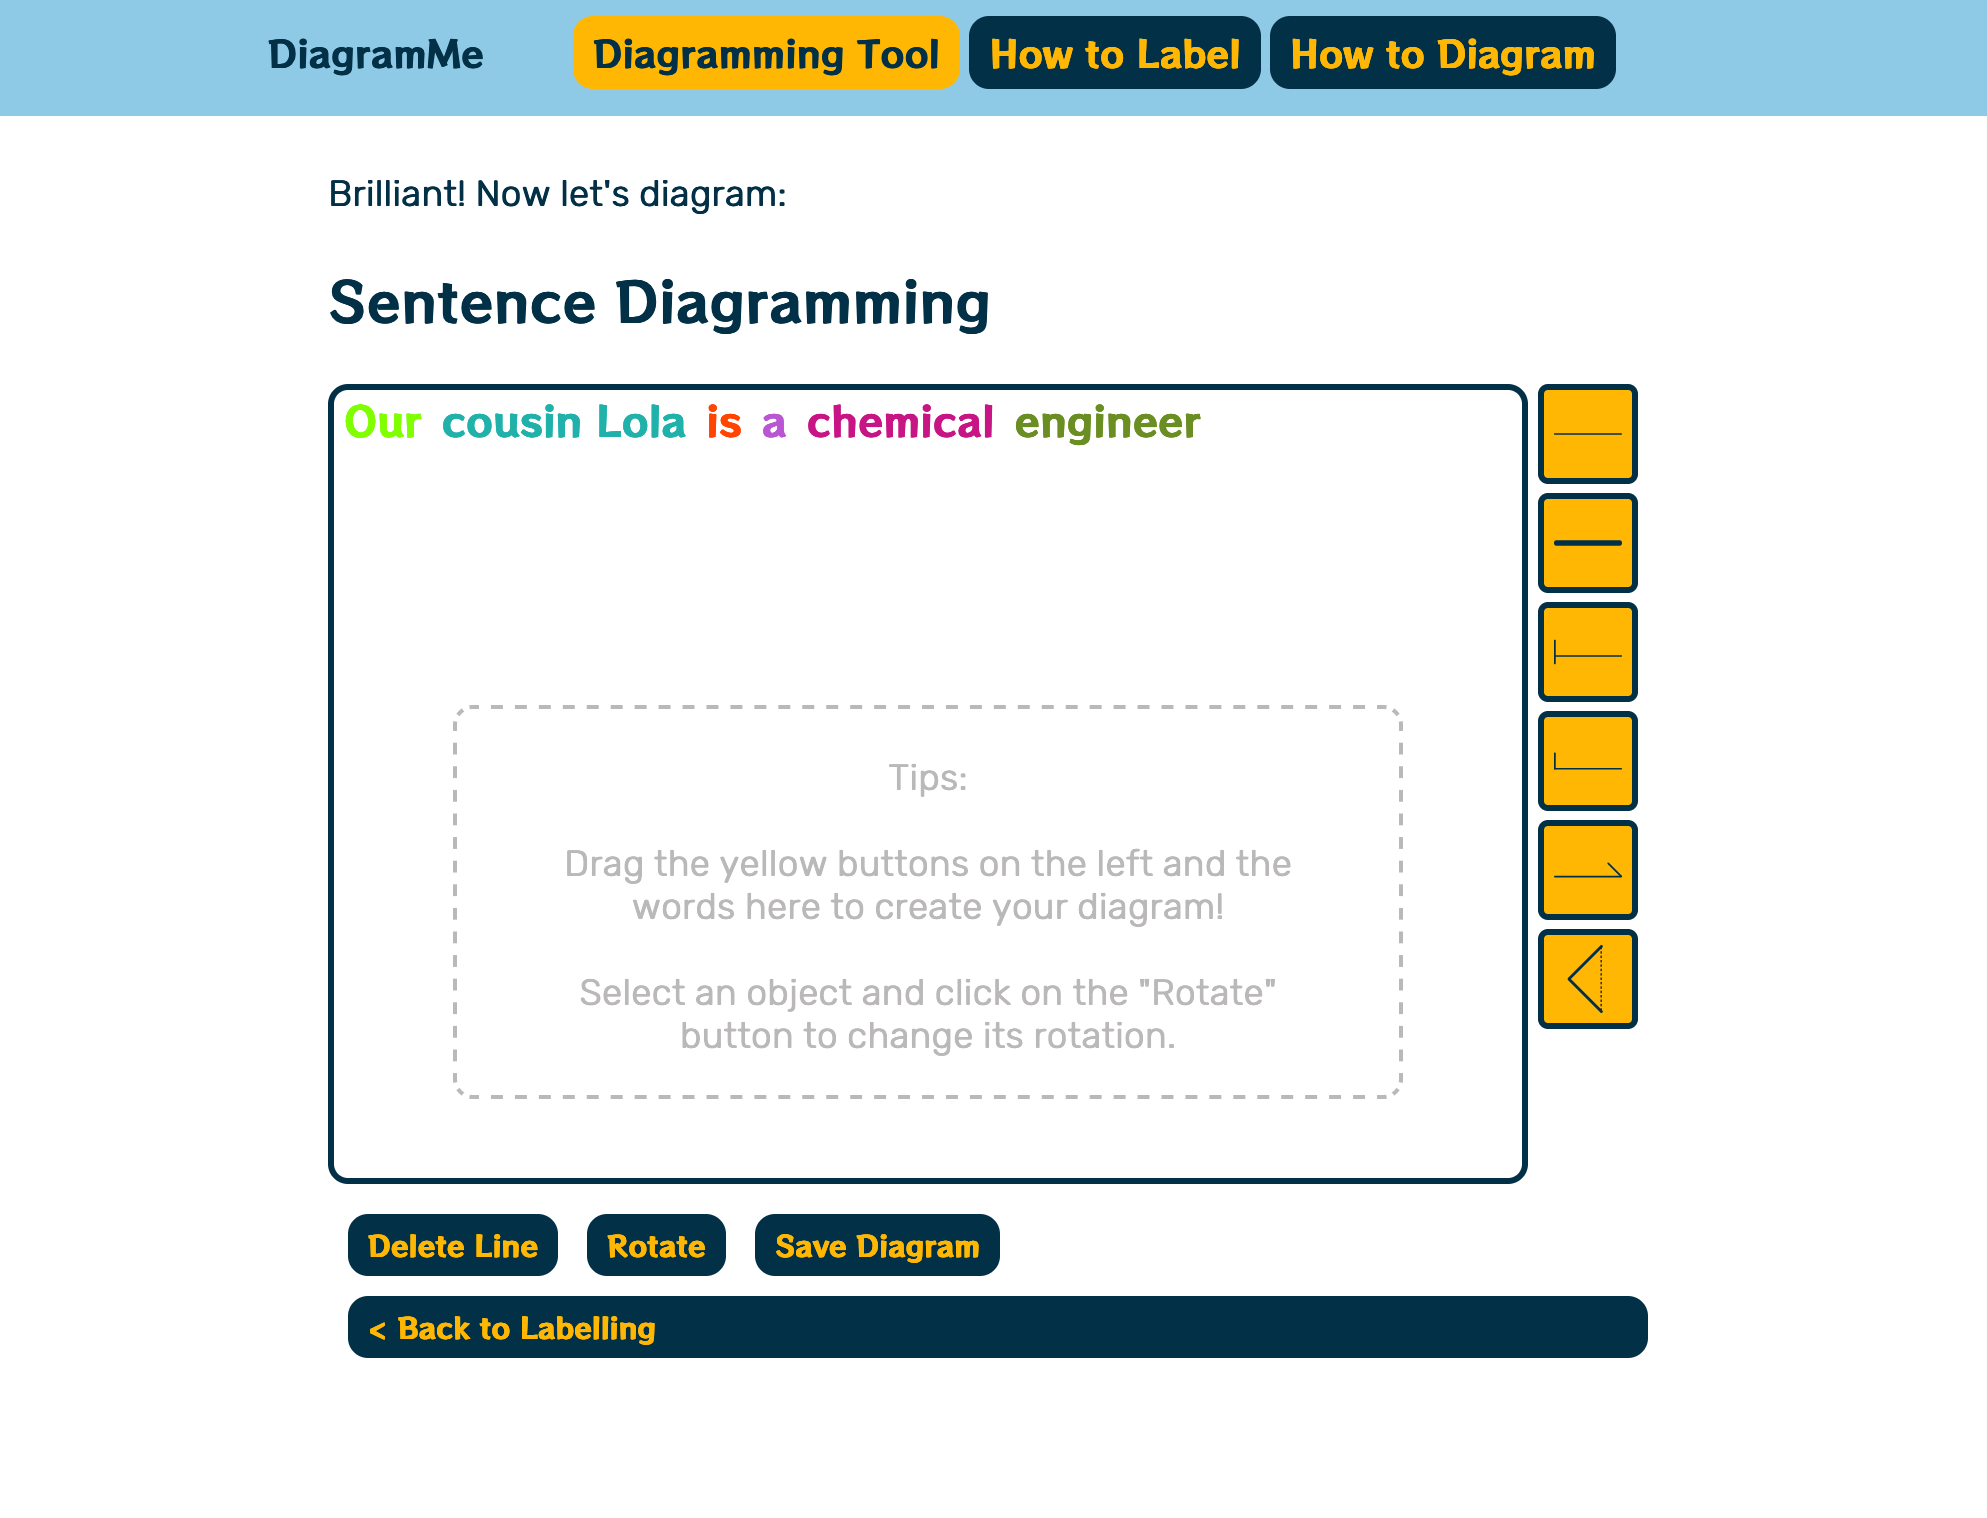 DiagramMe Diagramming Tool How to Label How to Diagram
Brilliant! Now let's diagram:
Sentence Diagramming
Our cousin Lola is a chemical engineer
Tips:
Drag the yellow buttons on the left and the
words here to create your diagram!
Select an object and click on the "Rotate"
button to change its rotation.
Delete Line Rotate Save Diagram
< Back to Labelling